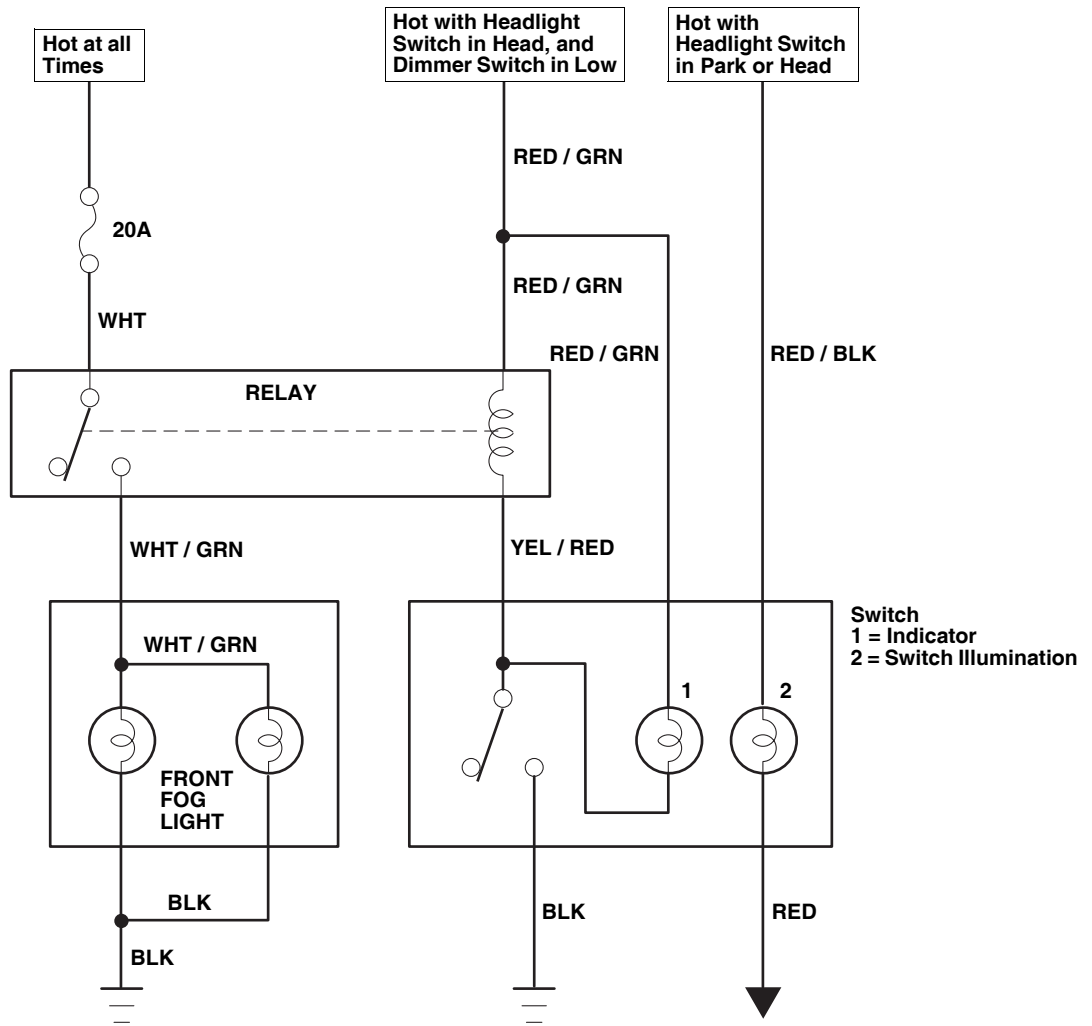 Hot at all
Times
Hot with Headlight
Switch in Head, and
Dimmer Switch in Low
Hot with
Headlight Switch
in Park or Head
RED / GRN
20A
RED / GRN
WHT
RED / GRN
RED / BLK
RELAY
WHT / GRN
YEL / RED
Switch
1 = Indicator
2 = Switch Illumination
WHT / GRN
1
2
FRONT
FOG
LIGHT
BLK
BLK
RED
BLK